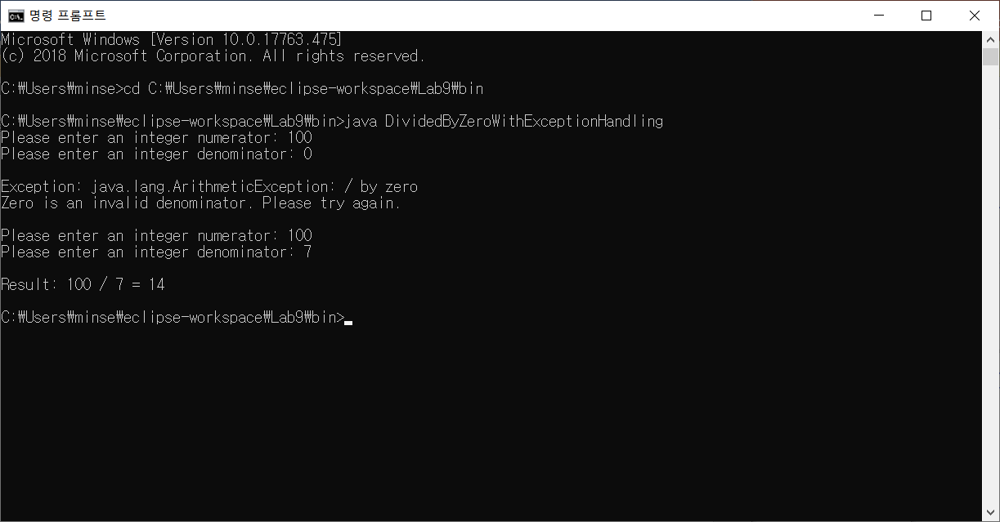 명령 프롬프트
Microsoft Windows [Version 10.0.17763.475]
(c) 2018 Microsoft Corporation. All rights reserved.
C:₩Users₩minse>cd C:₩Users₩minse₩eclipse-workspace₩Lab9₩bin
C:₩Users₩minse₩eclipse-workspace₩Lab9₩bin>java DividedByZeroWithExceptionHandling
Please enter an integer numerator: 100
Please enter an integer denominator: 0
Exception: java.lang.ArithmeticException: / by zero
Zero is an invalid denominator. Please try again.
Please enter an integer numerator: 100
Please enter an integer denominator: 7
Result: 100 / 7 = 14
C:₩Users₩minse₩eclipse-workspace₩Lab9₩bin>